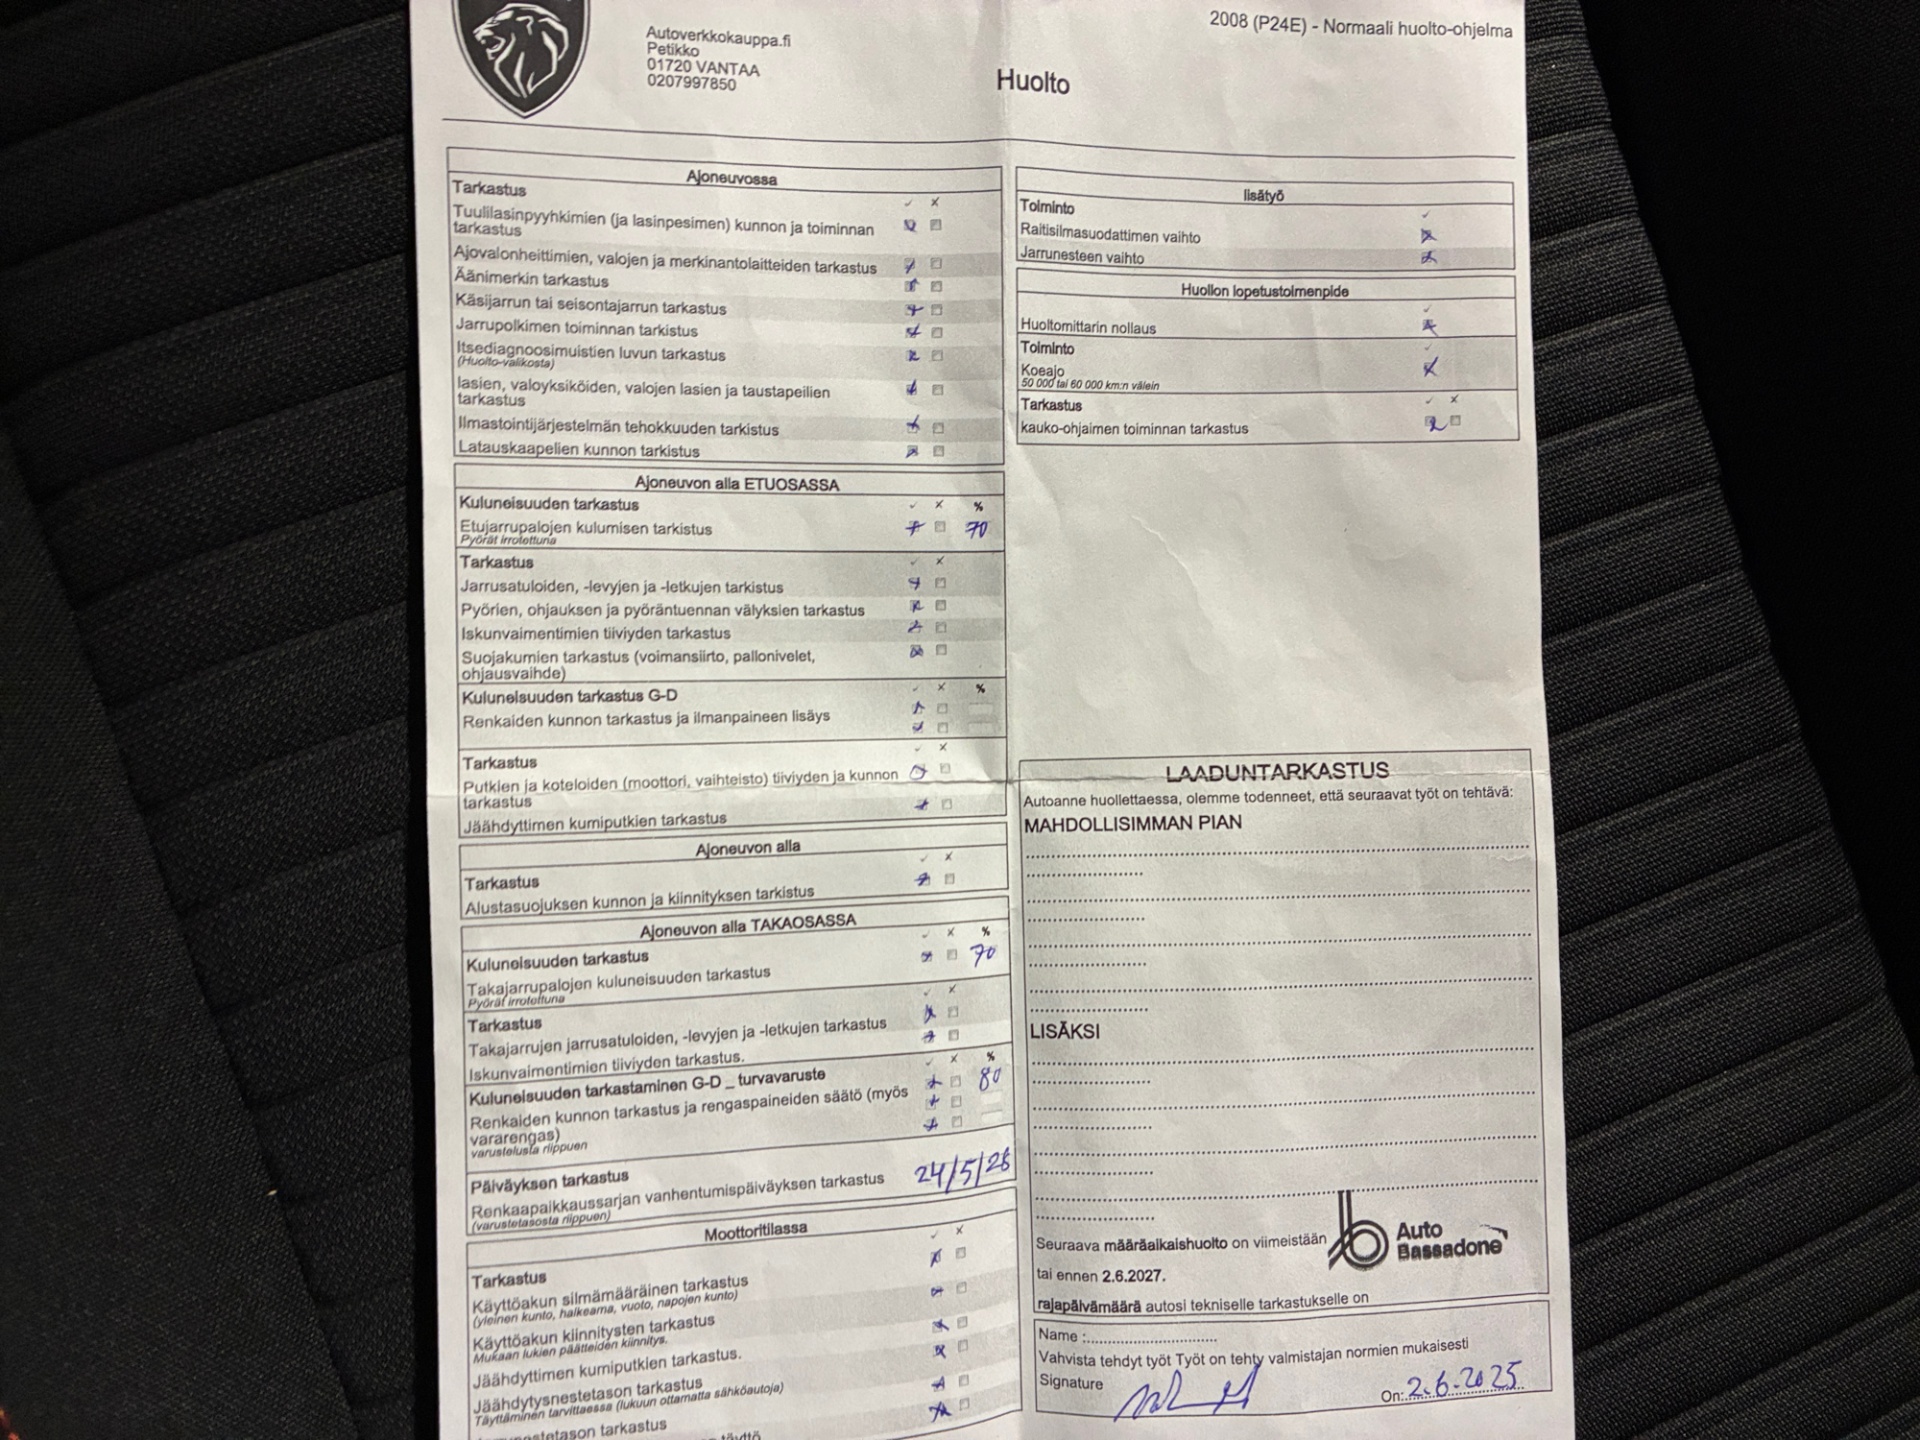 Autoverkkokauppa.fi
Petikko
01720 VANTAA
0207997850
2008 (P24E) - Normaali huolto-ohjelma
Huolto
Ajoneuvossa
Tarkastus
Tuulilasinpyyhkimien (ja lasinpesimen) kunnon ja toiminnan
tarkastus
Ajovalonheittimien, valojen ja merkinantolaitteiden tarkastus
Äänimerkin tarkastus
Käsijarrun tai seisontajarrun tarkastus
Jarrupolkimen toiminnan tarkistus
Itsediagnoosimuistien luvun tarkastus
(Huolto-valikosta)
lasien, valoyksiköiden, valojen lasien ja taustapeilien
tarkastus
Ilmastointijärjestelmän tehokkuuden tarkistus
Latauskaapelien kunnon tarkistus
Ajoneuvon alla ETUOSASSA
Kuluneisuuden tarkastus %
Etujarrupalojen kulumisen tarkistus 70
Pyörät irrotettuna
Tarkastus
Jarrusatuloiden, -levyjen ja -letkujen tarkistus
Pyörien, ohjauksen ja pyöräntuennan välyksien tarkastus
Iskunvaimentimien tiiviyden tarkastus
Suojakumien tarkastus (voimansiirto, pallonivelet,
ohjausvaihde)
Kuluneisuuden tarkastus G-D %
Renkaiden kunnon tarkastus ja ilmanpaineen lisäys
Tarkastus
Putkien ja koteloiden (moottori, vaihteisto) tiiviyden ja kunnon
tarkastus
Jäähdyttimen kumiputkien tarkastus
Ajoneuvon alla
Tarkastus
Alustasuojuksen kunnon ja kiinnityksen tarkistus
Ajoneuvon alla TAKAOSASSA
Kuluneisuuden tarkastus %
Takajarrupalojen kuluneisuuden tarkastus 70
Pyörät irrotettuna
Tarkastus
Takajarrujen jarrusatuloiden, -levyjen ja -letkujen tarkastus
Iskunvaimentimien tiiviyden tarkastus.
Kuluneisuuden tarkastaminen G-D _ turvavaruste %
Renkaiden kunnon tarkastus ja rengaspaineiden säätö (myös 80
vararengas)
varustelusta riippuen
Päiväyksen tarkastus
Renkaapaikkaussarjan vanhentumispäiväyksen tarkastus 24/5/28
(varustetasosta riippuen)
Moottoritilassa
Tarkastus
Käyttöakun silmämääräinen tarkastus
(yleinen kunto, halkeama, vuoto, napojen kunto)
Käyttöakun kiinnitysten tarkastus
Mukaan lukien päätteiden kiinnitys.
Jäähdyttimen kumiputkien tarkastus.
Jäähdytysnestetason tarkastus
Täyttäminen tarvittaessa (lukuun ottamatta sähköautoja)
lisätyö
Toiminto
Raitisilmasuodattimen vaihto
Jarrunesteen vaihto
Huollon lopetustoimenpide
Huoltomittarin nollaus
Toiminto
Koeajo
50 000 tai 60 000 km:n välein
Tarkastus
kauko-ohjaimen toiminnan tarkastus
LAADUNTARKASTUS
Autoanne huollettaessa, olemme todenneet, että seuraavat työt on tehtävä:
MAHDOLLISIMMAN PIAN
LISÄKSI
Seuraava määräaikaishuolto on viimeistään
Auto
Bassadone
tai ennen 2.6.2027.
rajapäivämäärä autosi tekniselle tarkastukselle on
Name :
Vahvista tehdyt työt Työt on tehty valmistajan normien mukaisesti
Signature
On: 2.6.2025